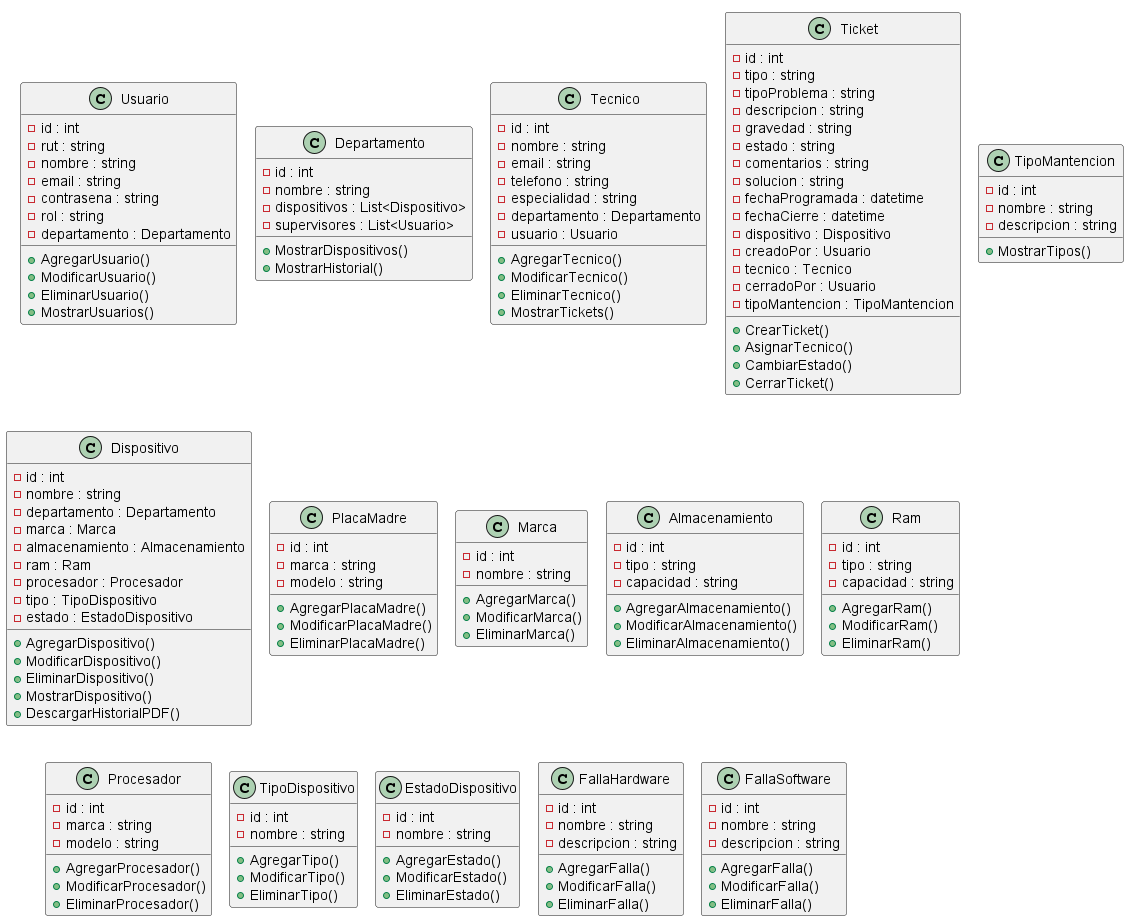 C Usuario
id : int
rut : string
nombre : string
email : string
contrasena : string
rol : string
departamento : Departamento
AgregarUsuario()
ModificarUsuario()
EliminarUsuario()
MostrarUsuarios()
C Departamento
id : int
nombre : string
dispositivos : List<Dispositivo>
supervisores : List<Usuario>
MostrarDispositivos()
MostrarHistorial()
C Tecnico
id : int
nombre : string
email : string
telefono : string
especialidad : string
departamento : Departamento
usuario : Usuario
AgregarTecnico()
ModificarTecnico()
EliminarTecnico()
MostrarTickets()
C Ticket
id : int
tipo : string
tipoProblema : string
descripcion : string
gravedad : string
estado : string
comentarios : string
solucion : string
fechaProgramada : datetime
fechaCierre : datetime
dispositivo : Dispositivo
creadoPor : Usuario
tecnico : Tecnico
cerradoPor : Usuario
tipoMantencion : TipoMantencion
CrearTicket()
AsignarTecnico()
CambiarEstado()
CerrarTicket()
C TipoMantencion
id : int
nombre : string
descripcion : string
MostrarTipos()
C Dispositivo
id : int
nombre : string
departamento : Departamento
marca : Marca
almacenamiento : Almacenamiento
ram : Ram
procesador : Procesador
tipo : TipoDispositivo
estado : EstadoDispositivo
AgregarDispositivo()
ModificarDispositivo()
EliminarDispositivo()
MostrarDispositivo()
DescargarHistorialPDF()
C PlacaMadre
id : int
marca : string
modelo : string
AgregarPlacaMadre()
ModificarPlacaMadre()
EliminarPlacaMadre()
C Marca
id : int
nombre : string
AgregarMarca()
ModificarMarca()
EliminarMarca()
C Almacenamiento
id : int
tipo : string
capacidad : string
AgregarAlmacenamiento()
ModificarAlmacenamiento()
EliminarAlmacenamiento()
C Ram
id : int
tipo : string
capacidad : string
AgregarRam()
ModificarRam()
EliminarRam()
C Procesador
id : int
marca : string
modelo : string
AgregarProcesador()
ModificarProcesador()
EliminarProcesador()
C TipoDispositivo
id : int
nombre : string
AgregarTipo()
ModificarTipo()
EliminarTipo()
C EstadoDispositivo
id : int
nombre : string
AgregarEstado()
ModificarEstado()
EliminarEstado()
C FallaHardware
id : int
nombre : string
descripcion : string
AgregarFalla()
ModificarFalla()
EliminarFalla()
C FallaSoftware
id : int
nombre : string
descripcion : string
AgregarFalla()
ModificarFalla()
EliminarFalla()